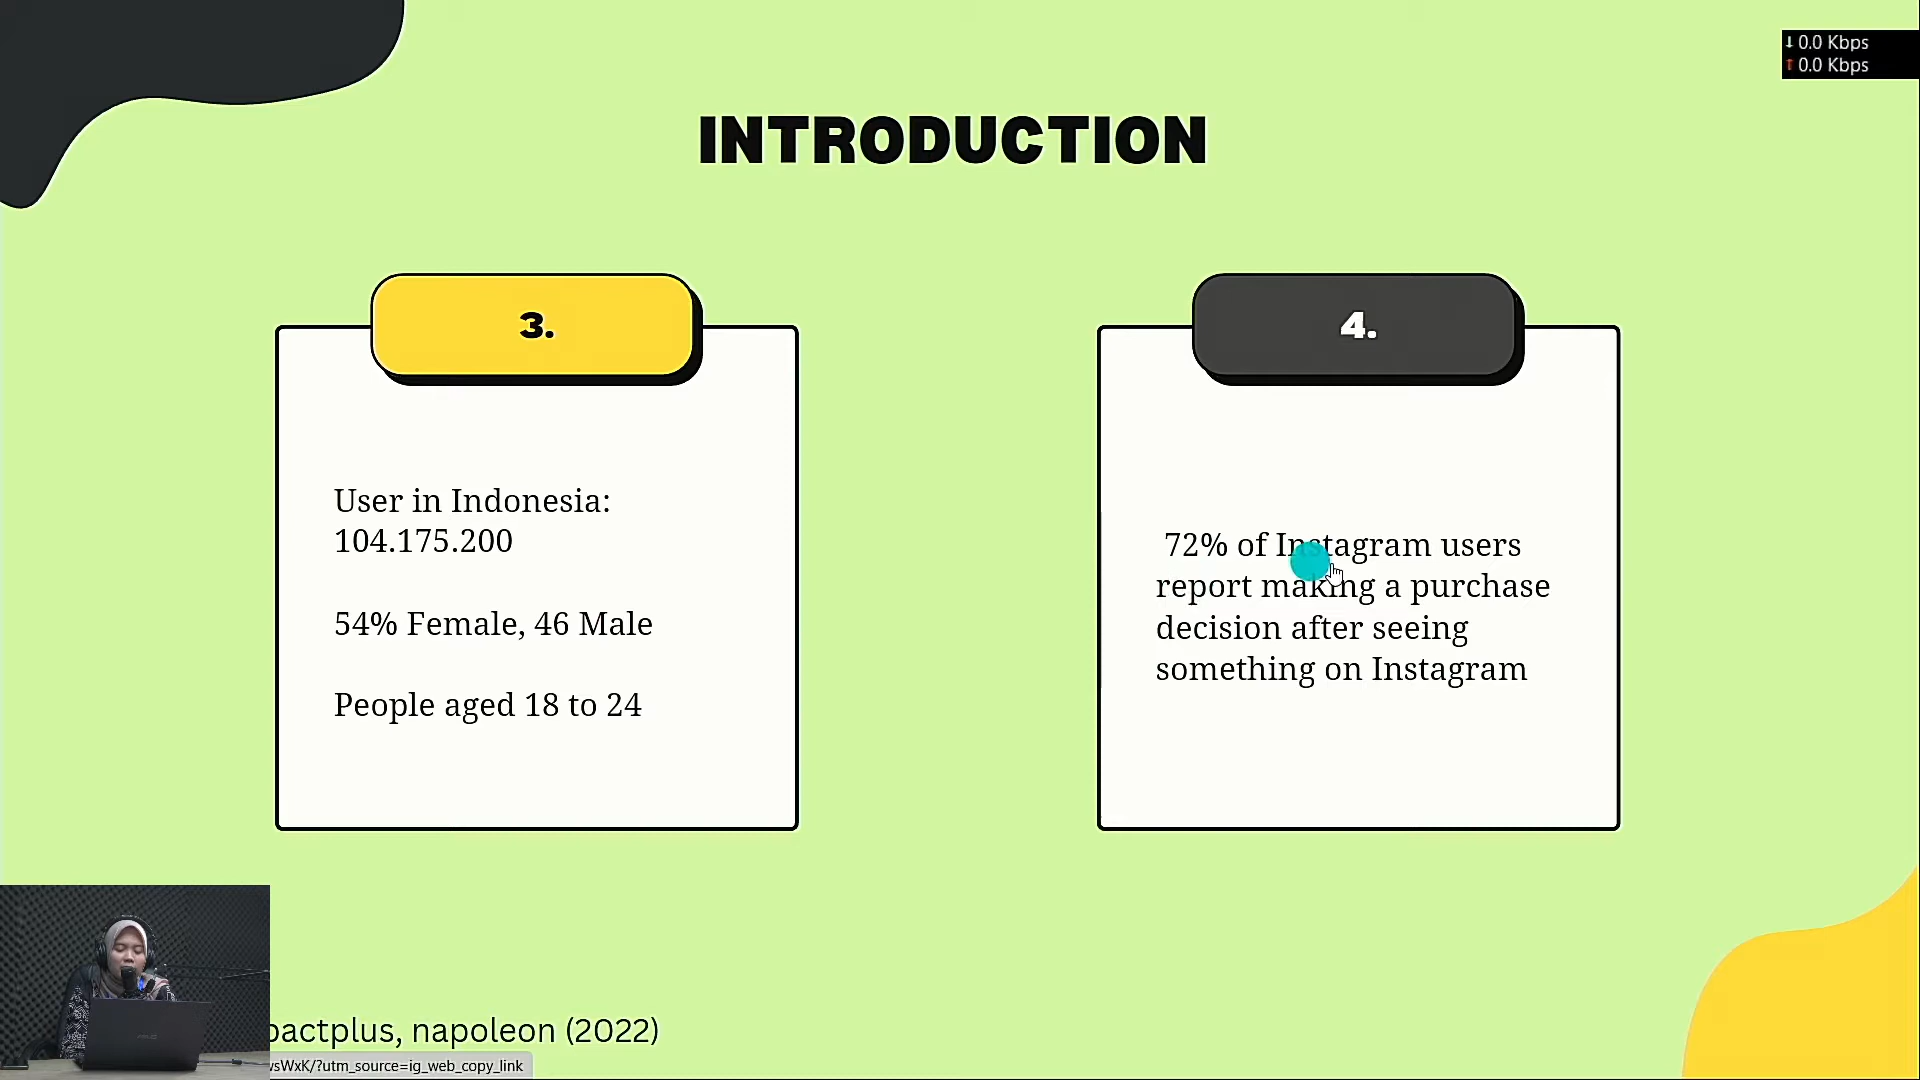 ↓ 0.0 Kbps
↑ 0.0 Kbps
INTRODUCTION
3.
User in Indonesia:
104.175.200
54% Female, 46 Male
People aged 18 to 24
4.
72% of Instagram users
report making a purchase
decision after seeing
something on Instagram
napoleon (2022)
?utm_source=ig_web_copy_link